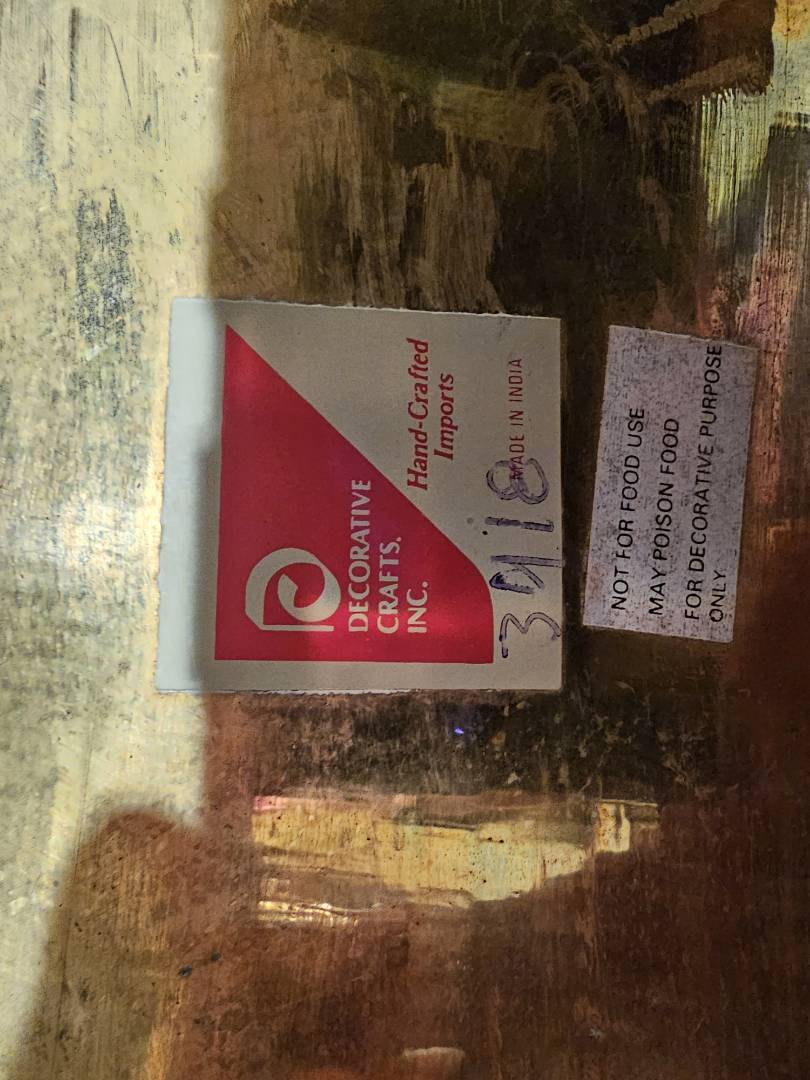 DECORATIVE
CRAFTS.
INC.
Hand-Crafted
Imports
MADE IN INDIA
3918
NOT FOR FOOD USE
MAY POISON FOOD
FOR DECORATIVE PURPOSE
ONLY